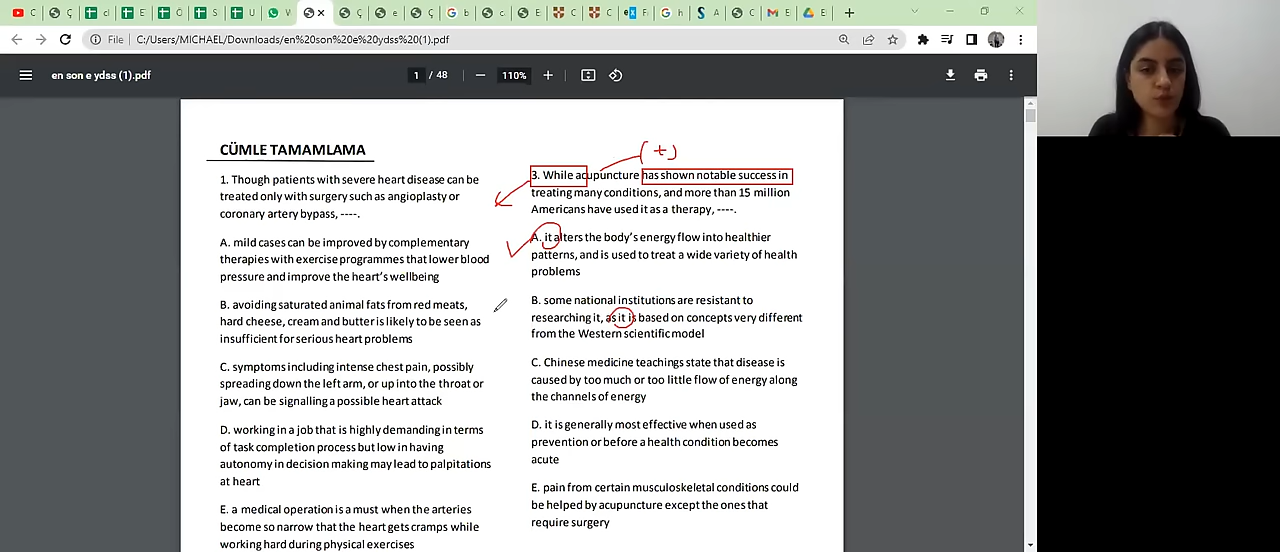 en son e ydss (1).pdf
File
C:/Users/MICHAEL/Downloads/en%20son%20e%20ydss%20(1).pdf
en son e ydss (1).pdf
1 / 48
110%
CÜMLE TAMAMLAMA
1. Though patients with severe heart disease can be
treated only with surgery such as angioplasty or
coronary artery bypass, ----.
A. mild cases can be improved by complementary
therapies with exercise programmes that lower blood
pressure and improve the heart's wellbeing
B. avoiding saturated animal fats from red meats,
hard cheese, cream and butter is likely to be seen as
insufficient for serious heart problems
C. symptoms including intense chest pain, possibly
spreading down the left arm, or up into the throat or
jaw, can be signalling a possible heart attack
D. working in a job that is highly demanding in terms
of task completion process but low in having
autonomy in decision making may lead to palpitations
at heart
E. a medical operation is a must when the arteries
become so narrow that the heart gets cramps while
working hard during physical exercises
(+)
3. While acupuncture has shown notable success in
treating many conditions, and more than 15 million
Americans have used it as a therapy, ----.
A. it alters the body's energy flow into healthier
patterns, and is used to treat a wide variety of health
problems
B. some national institutions are resistant to
researching it, as it is based on concepts very different
from the Western scientific model
C. Chinese medicine teachings state that disease is
caused by too much or too little flow of energy along
the channels of energy
D. it is generally most effective when used as
prevention or before a health condition becomes
acute
E. pain from certain musculoskeletal conditions could
be helped by acupuncture except the ones that
require surgery